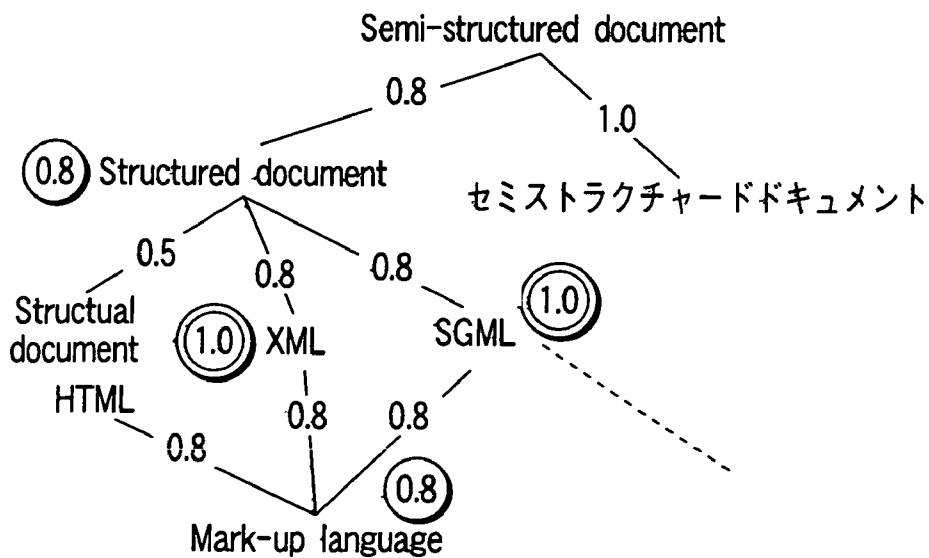 Semi-structured document
0.8
1.0
0.8 Structured document
セミストラクチャードドキュメント
0.5
0.8
0.8
1.0
Structual
document
1.0
XML
SGML
HTML
0.8
0.8
0.8
0.8
Mark-up language